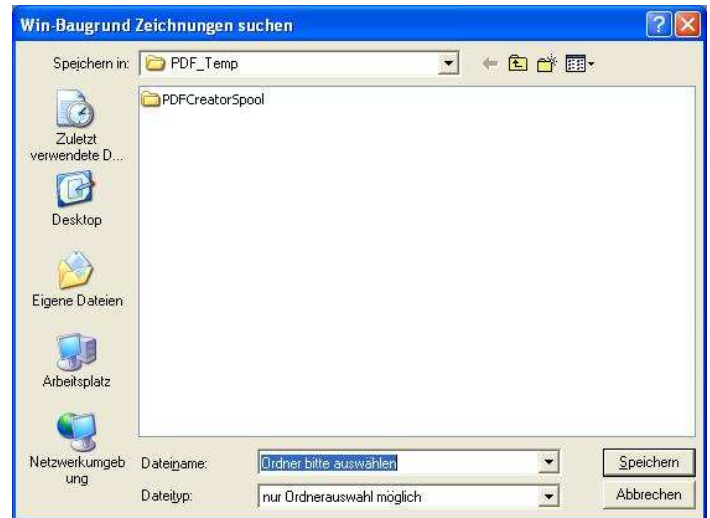 Win-Baugrund Zeichnungen suchen
Speichern in:
PDF_Temp
PDFCreatorSpool
Zuletzt
verwendete D...
Desktop
Eigene Dateien
Arbeitsplatz
Netzwerkumgeb
ung
Dateiname:
Ordner bitte auswählen
Speichern
Dateityp:
nur Ordnerauswahl möglich
Abbrechen